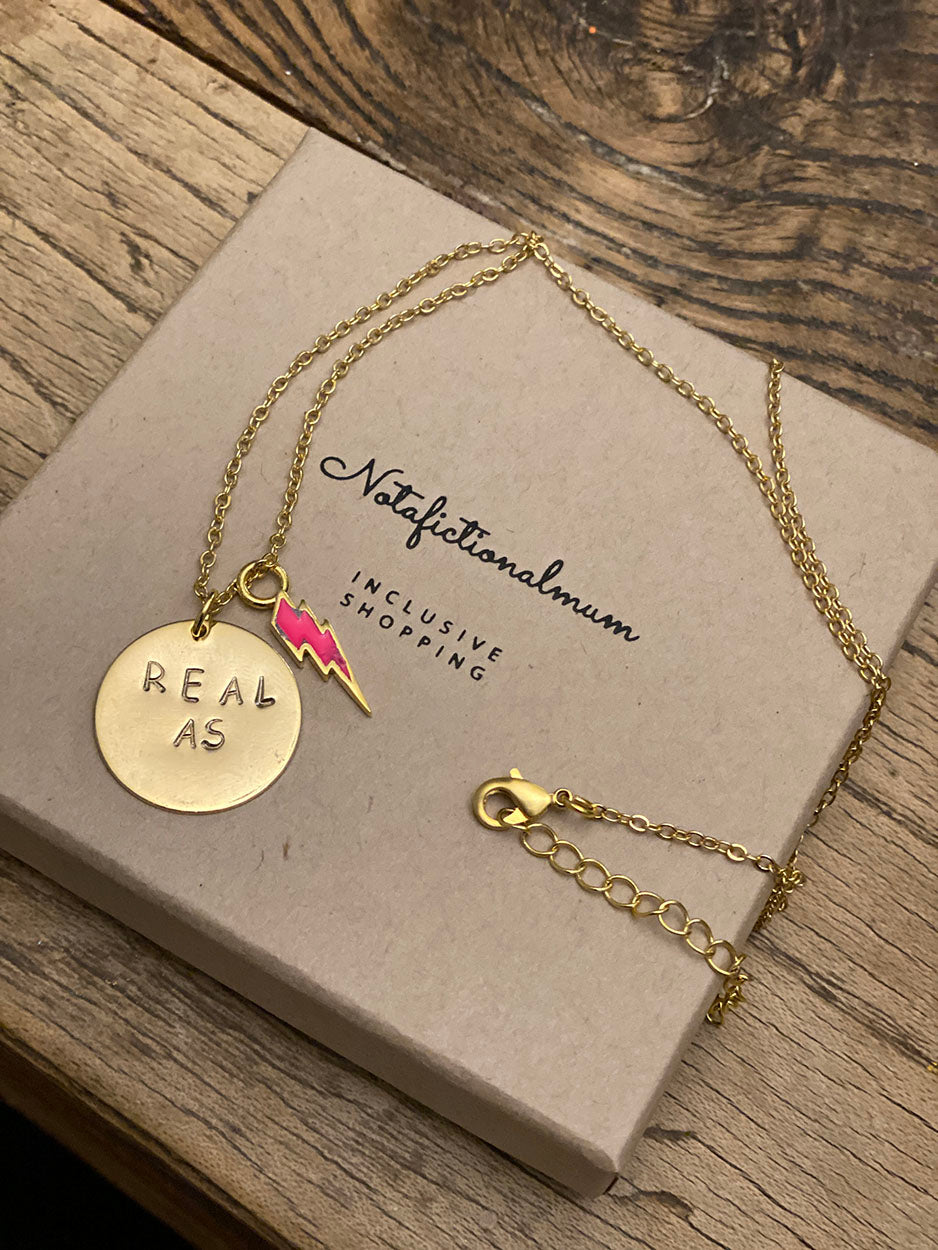 Notafictionalmum
INCLUSIVE
SHOPPING
REAL
AS